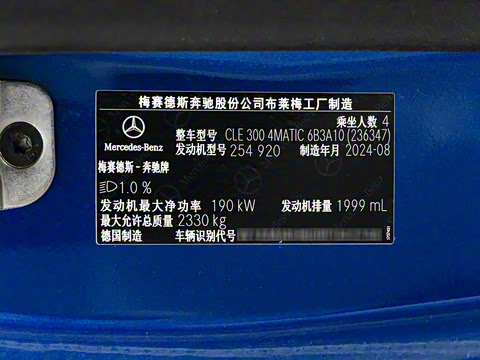 梅赛德斯奔驰股份公司布莱梅工厂制造
乘坐人数 4
整车型号 CLE 300 4MATIC 6B3A10 (236347)
Mercedes-Benz 发动机型号 254 920 制造年月 2024-08
梅赛德斯-奔驰牌
1.0 %
发动机最大净功率 190 kW 发动机排量 1999 mL
最大允许总质量 2330 kg
德国制造 车辆识别代号